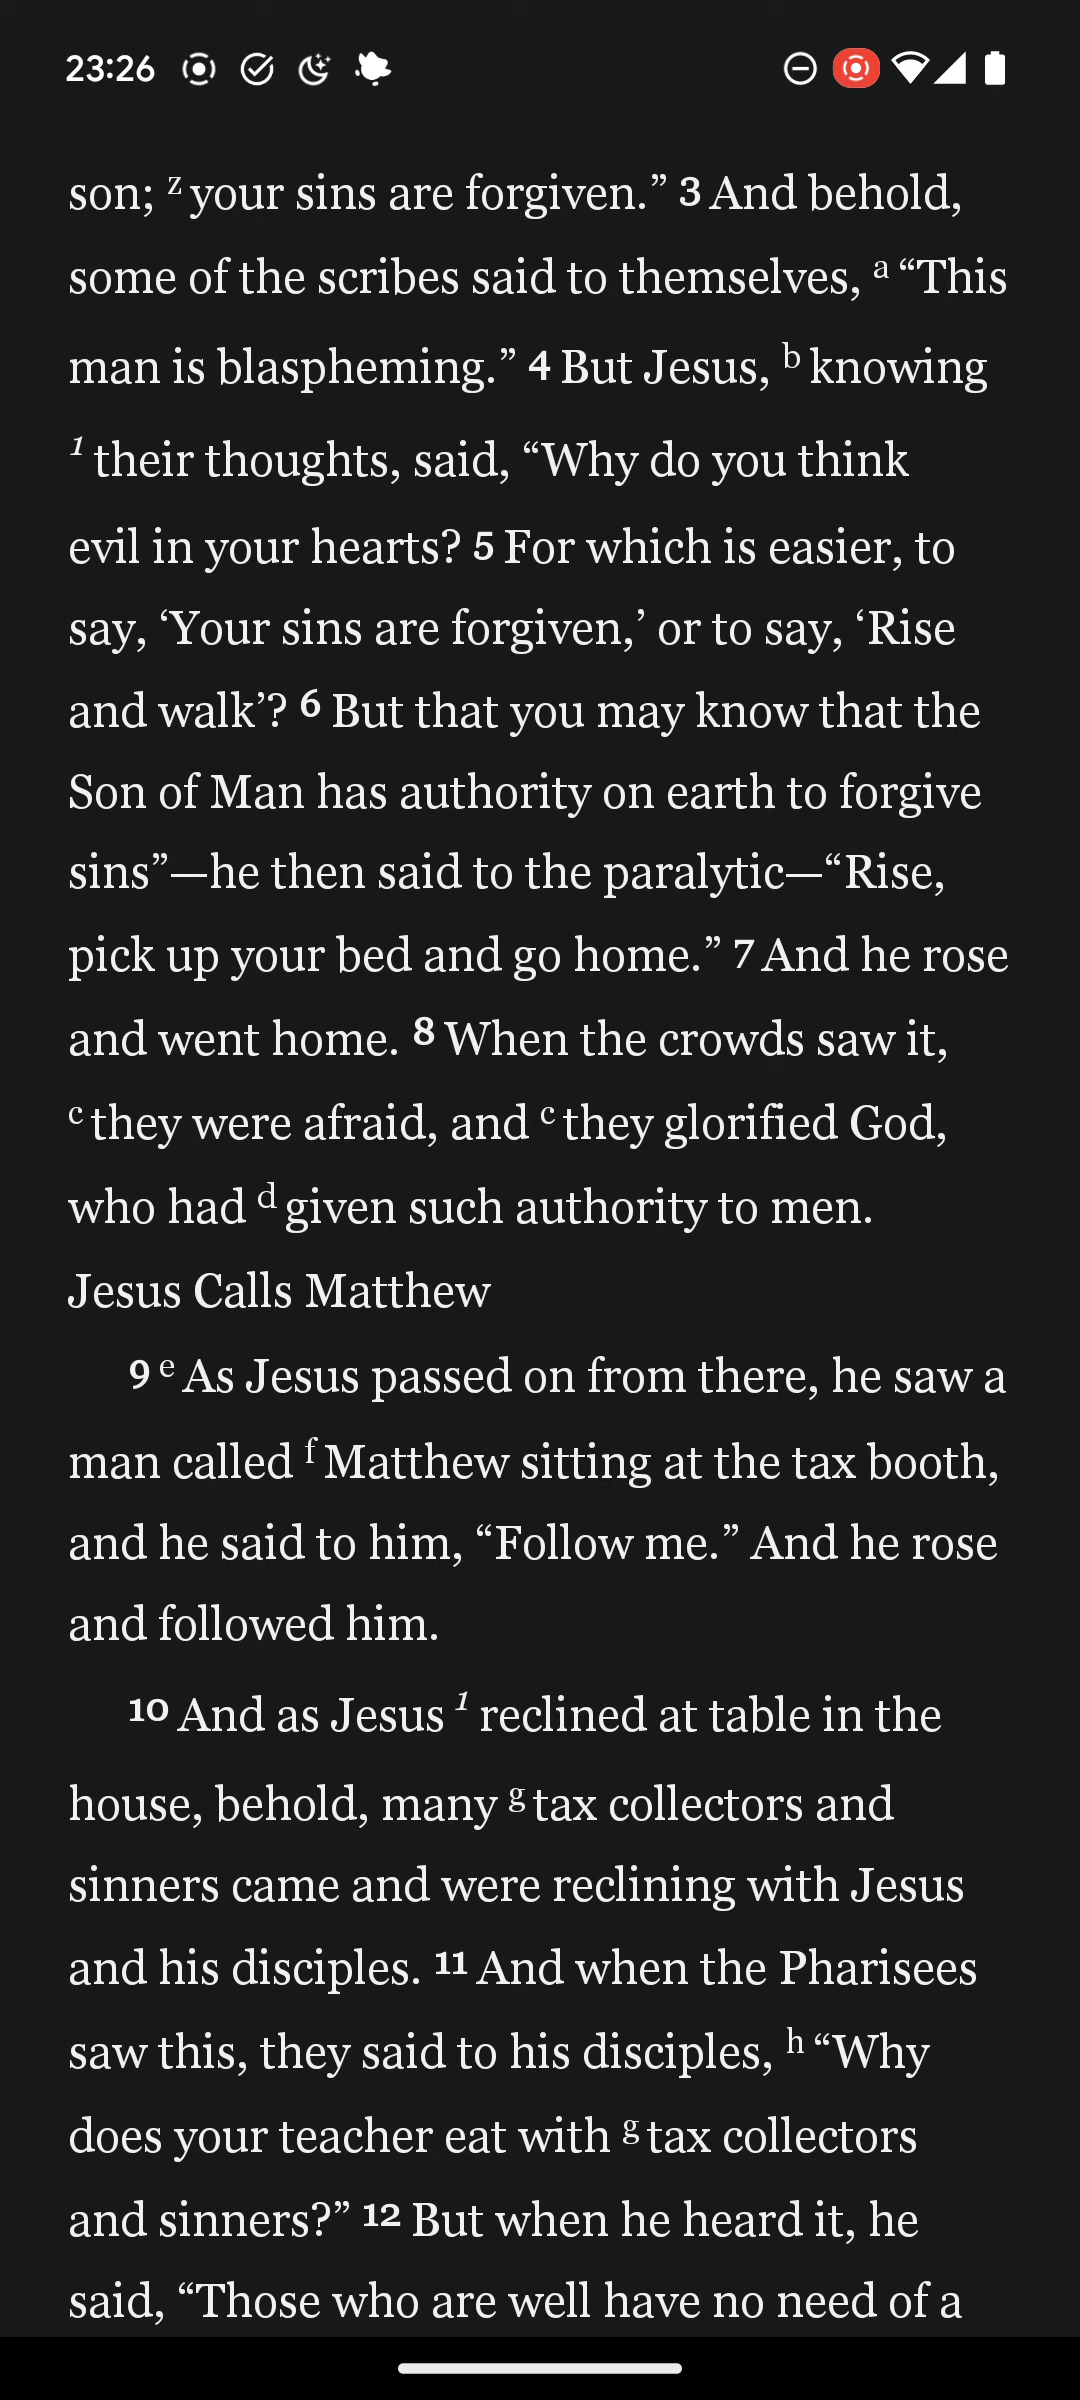 23:26
son; z your sins are forgiven.” 3 And behold,
some of the scribes said to themselves, a “This
man is blaspheming.” 4 But Jesus, b knowing
1 their thoughts, said, “Why do you think
evil in your hearts? 5 For which is easier, to
say, ‘Your sins are forgiven,’ or to say, ‘Rise
and walk’? 6 But that you may know that the
Son of Man has authority on earth to forgive
sins”—he then said to the paralytic—“Rise,
pick up your bed and go home.” 7 And he rose
and went home. 8 When the crowds saw it,
c they were afraid, and c they glorified God,
who had d given such authority to men.
Jesus Calls Matthew
9 e As Jesus passed on from there, he saw a
man called f Matthew sitting at the tax booth,
and he said to him, “Follow me.” And he rose
and followed him.
10 And as Jesus 1 reclined at table in the
house, behold, many g tax collectors and
sinners came and were reclining with Jesus
and his disciples. 11 And when the Pharisees
saw this, they said to his disciples, h “Why
does your teacher eat with g tax collectors
and sinners?” 12 But when he heard it, he
said, “Those who are well have no need of a